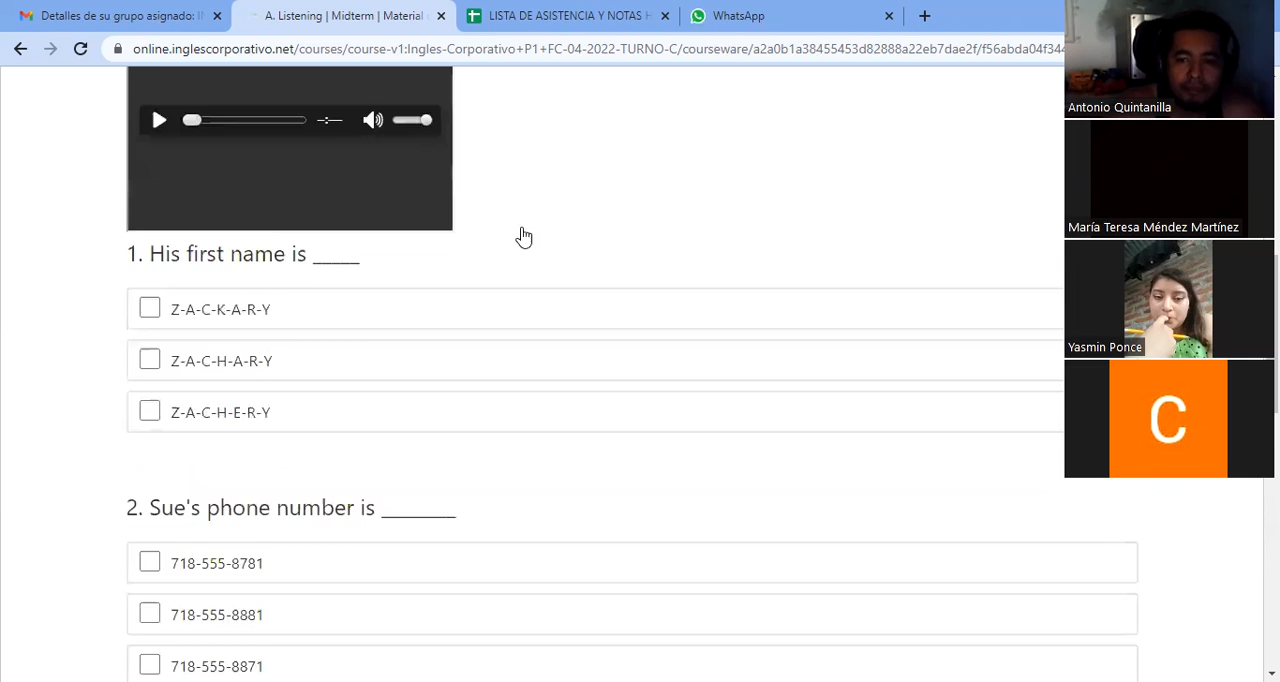 Detalles de su grupo asignado: I
A. Listening | Midterm | Material
LISTA DE ASISTENCIA Y NOTAS
WhatsApp
online.inglescorporativo.net/courses/course-v1:Ingles-Corporativo+P1+FC-04-2022-TURNO-C/courseware/a2a0b1a38455453d82888a22eb7dae2f/f56abda04f344
Antonio Quintanilla
María Teresa Méndez Martínez
Yasmin Ponce
C
1. His first name is _____
Z-A-C-K-A-R-Y
Z-A-C-H-A-R-Y
Z-A-C-H-E-R-Y
2. Sue's phone number is ________
718-555-8781
718-555-8881
718-555-8871